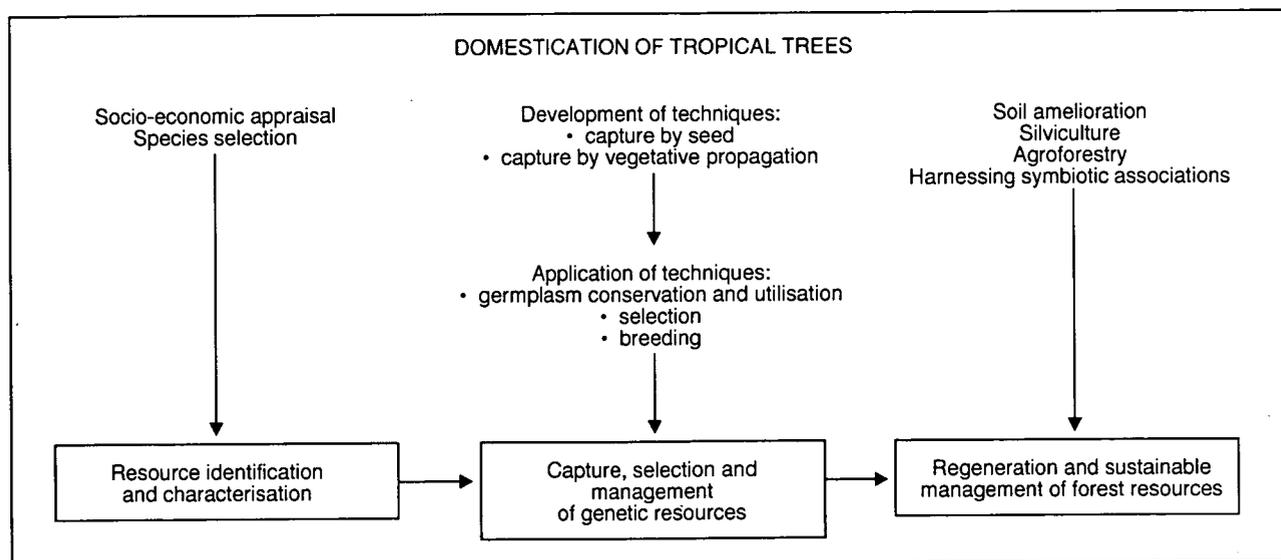 DOMESTICATION OF TROPICAL TREES
Socio-economic appraisal
Species selection
Development of techniques:
• capture by seed
• capture by vegetative propagation
Soil amelioration
Silviculture
Agroforestry
Harnessing symbiotic associations
Application of techniques:
• germplasm conservation and utilisation
• selection
• breeding
Resource identification
and characterisation
Capture, selection and
management
of genetic resources
Regeneration and sustainable
management of forest resources